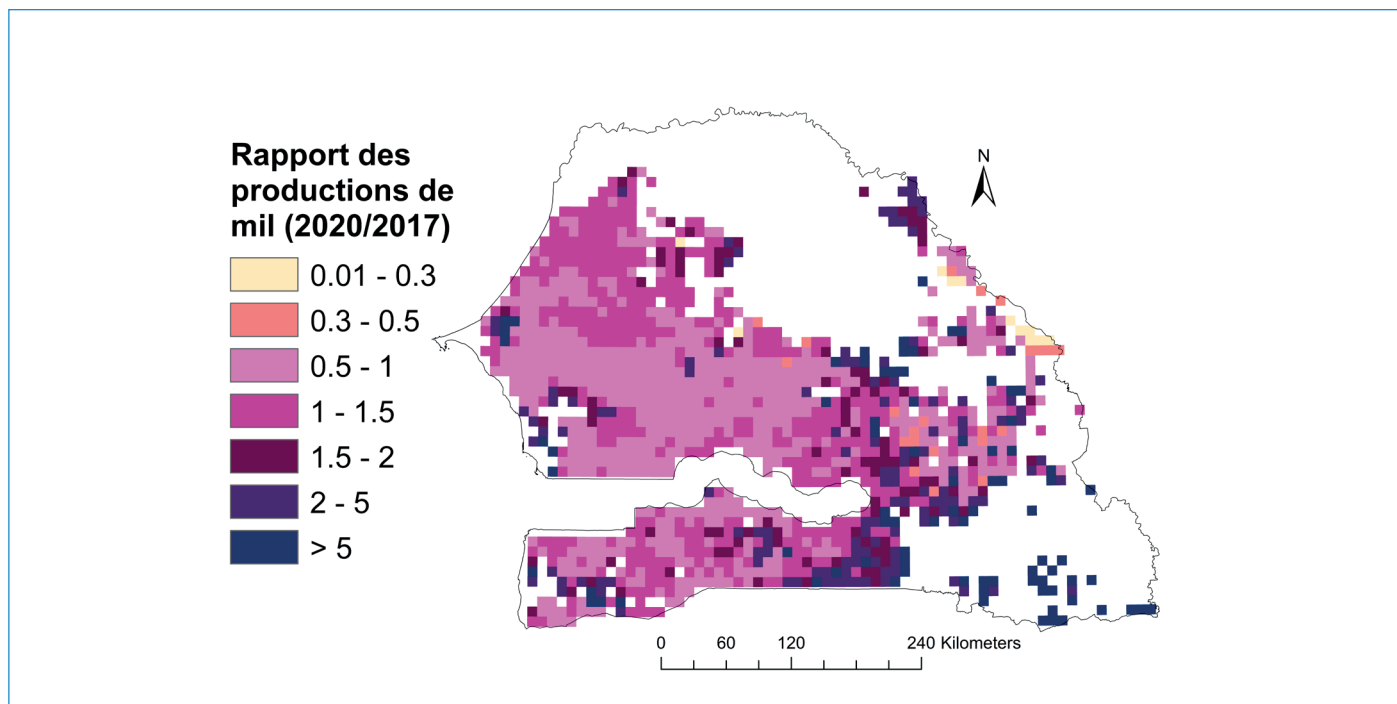 Rapport des
productions de
mil (2020/2017)
0.01 - 0.3
0.3 - 0.5
0.5 - 1
1 - 1.5
1.5 - 2
2 - 5
> 5
N
0 60 120 240 Kilometers